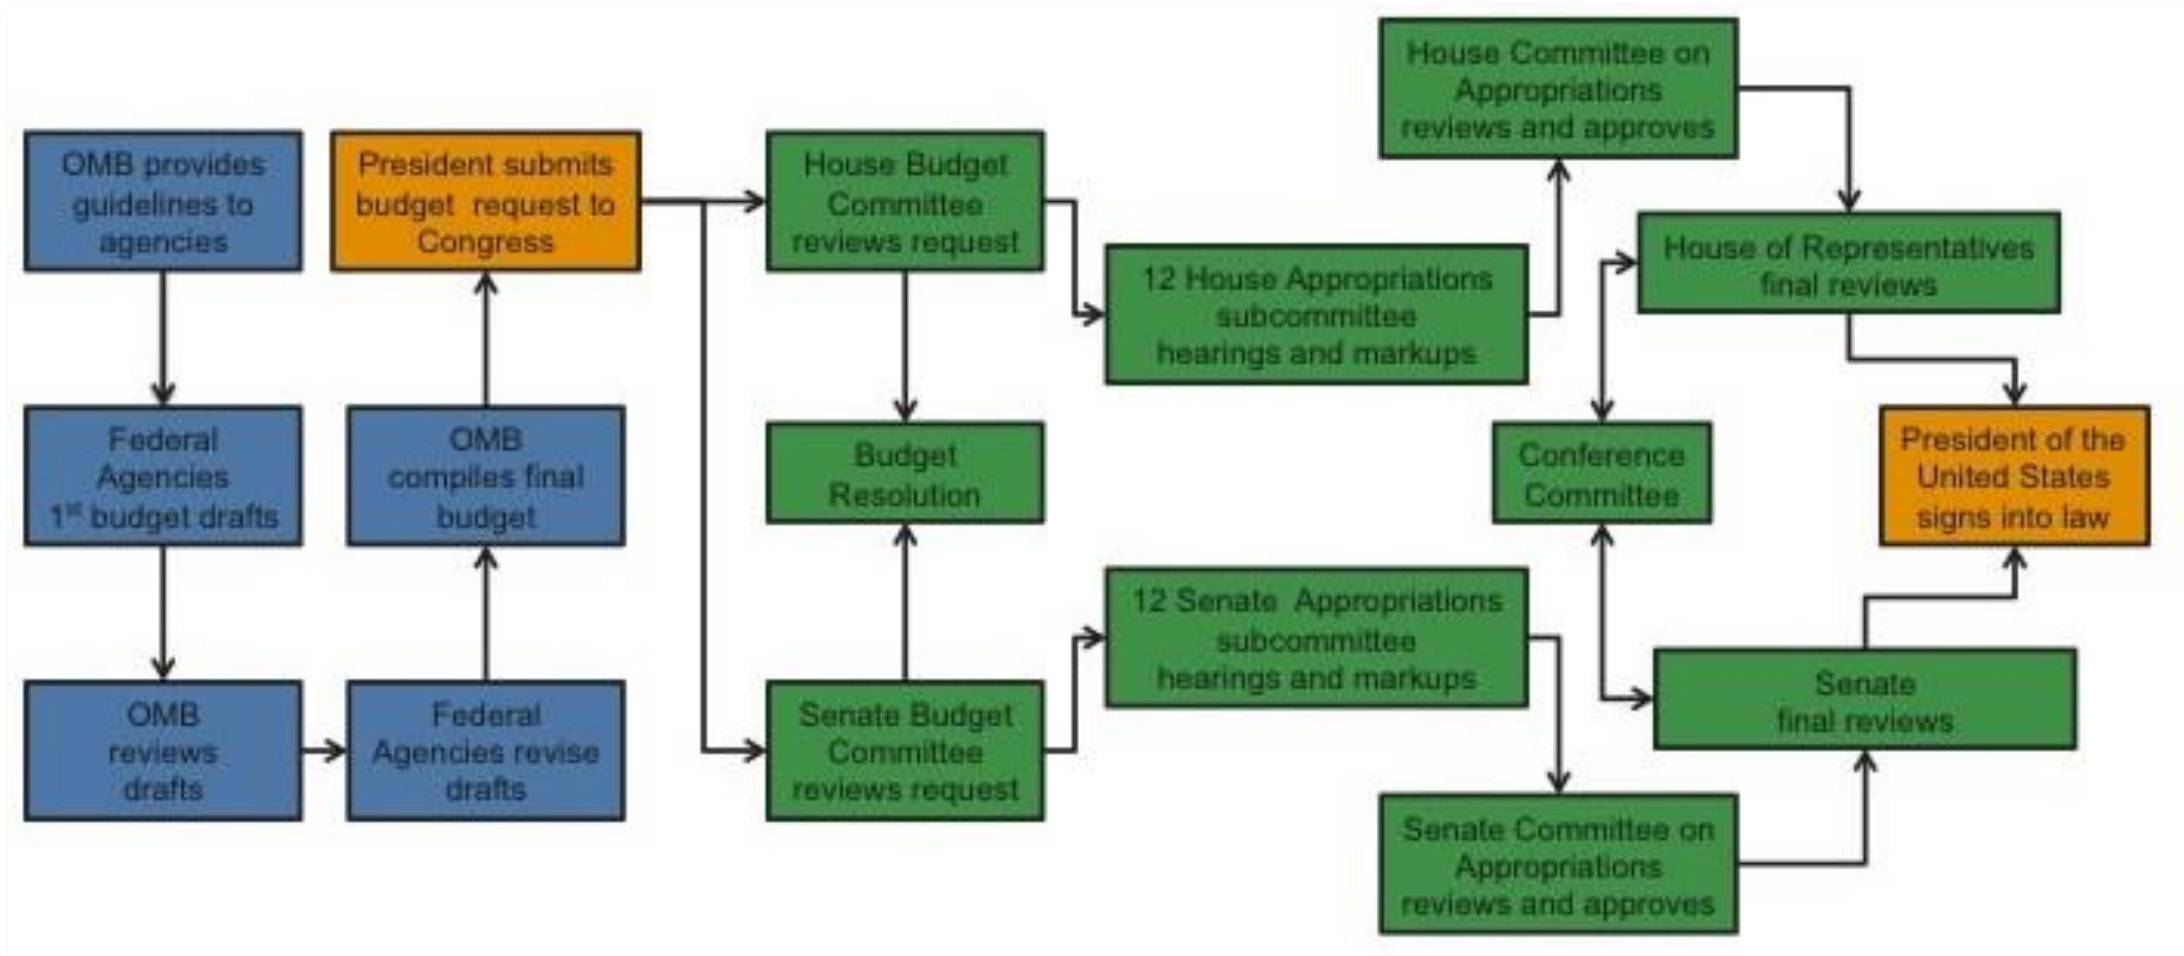 OMB provides
guidelines to
agencies
Federal
Agencies
1st budget drafts
OMB
reviews
drafts
Federal
Agencies revise
drafts
OMB
compiles final
budget
President submits
budget request to
Congress
House Budget
Committee
reviews request
Budget
Resolution
Senate Budget
Committee
reviews request
12 House Appropriations
subcommittee
hearings and markups
12 Senate Appropriations
subcommittee
hearings and markups
House Committee on
Appropriations
reviews and approves
House of Representatives
final reviews
Conference
Committee
Senate Committee on
Appropriations
reviews and approves
Senate
final reviews
President of the
United States
signs into law